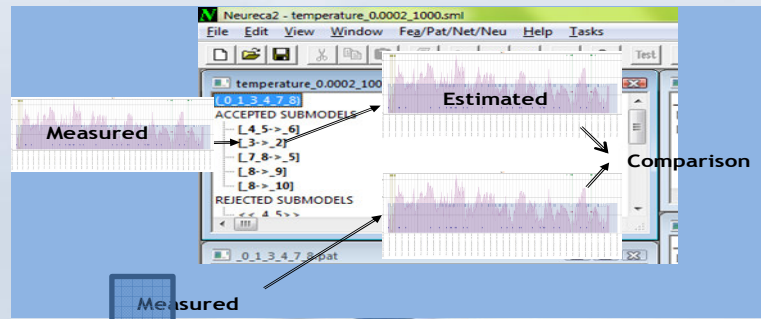 Neureca2 - temperature_0.0002_1000.sml
File Edit View Window Fea/Pat/Net/Neu Help Tasks
Test
temperature_0.0002_100
(_0_1_3_4_7_8)
ACCEPTED SUBMODELS
[_4_5->_6]
[_3->_2]
[_7_8->_5]
[_8->_9]
[_8->_10]
REJECTED SUBMODELS
<<_4_5>>
Measured
Estimated
Comparison
_0_1_3_4_7_8.pat
Measured